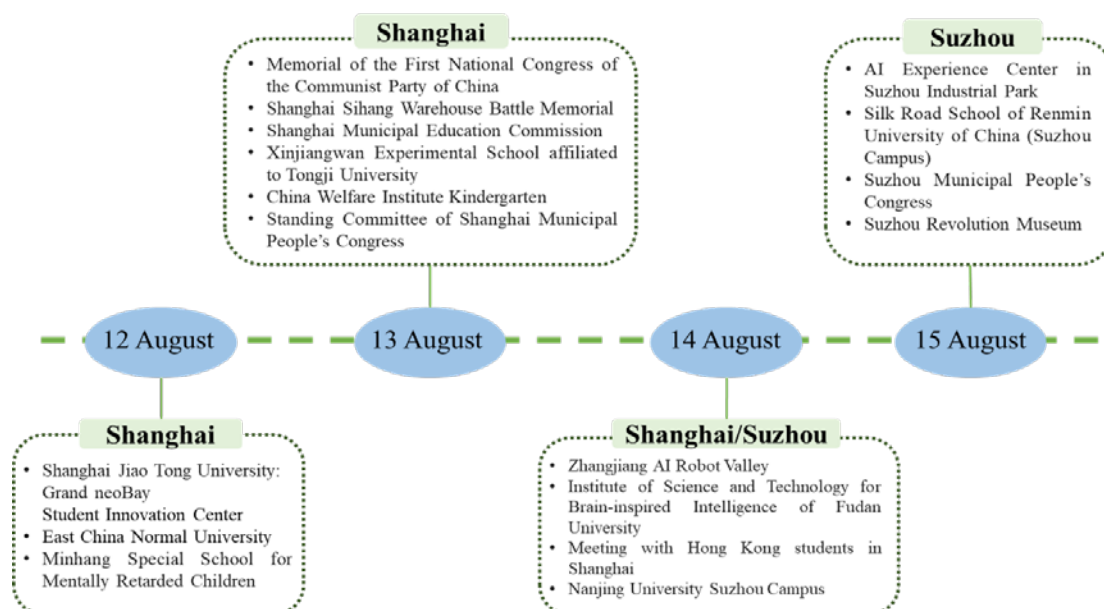 Shanghai
• Memorial of the First National Congress of
the Communist Party of China
• Shanghai Sihang Warehouse Battle Memorial
• Shanghai Municipal Education Commission
• Xinjiangwan Experimental School affiliated
to Tongji University
• China Welfare Institute Kindergarten
• Standing Committee of Shanghai Municipal
People's Congress
Suzhou
• AI Experience Center in
Suzhou Industrial Park
• Silk Road School of Renmin
University of China (Suzhou
Campus)
• Suzhou Municipal People's
Congress
• Suzhou Revolution Museum
12 August
13 August
14 August
15 August
Shanghai
• Shanghai Jiao Tong University:
Grand neoBay
Student Innovation Center
• East China Normal University
• Minhang Special School for
Mentally Retarded Children
Shanghai/Suzhou
• Zhangjiang AI Robot Valley
• Institute of Science and Technology for
Brain-inspired Intelligence of Fudan
University
• Meeting with Hong Kong students in
Shanghai
• Nanjing University Suzhou Campus